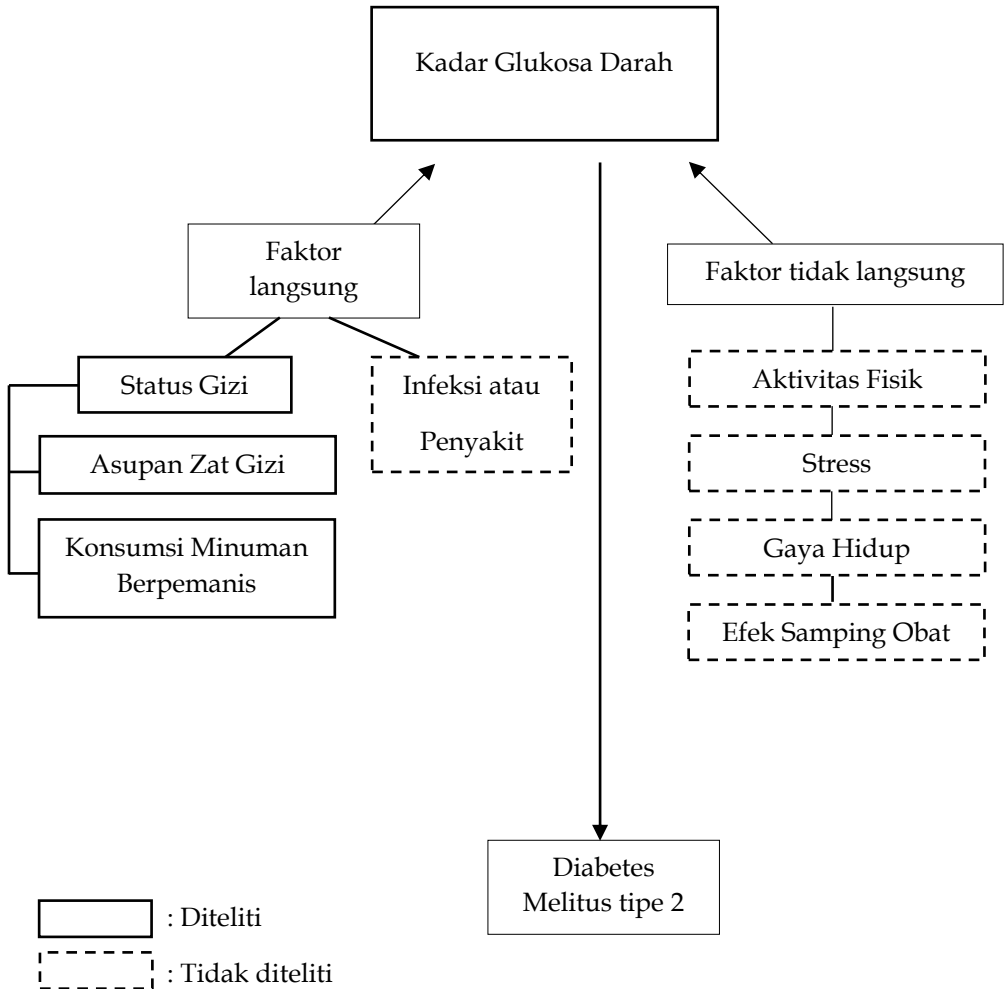 Kadar Glukosa Darah
Faktor
langsung
Faktor tidak langsung
Status Gizi
Infeksi atau
Penyakit
Aktivitas Fisik
Asupan Zat Gizi
Stress
Konsumsi Minuman
Berpemanis
Gaya Hidup
Efek Samping Obat
Diabetes
Melitus tipe 2
: Diteliti
: Tidak diteliti